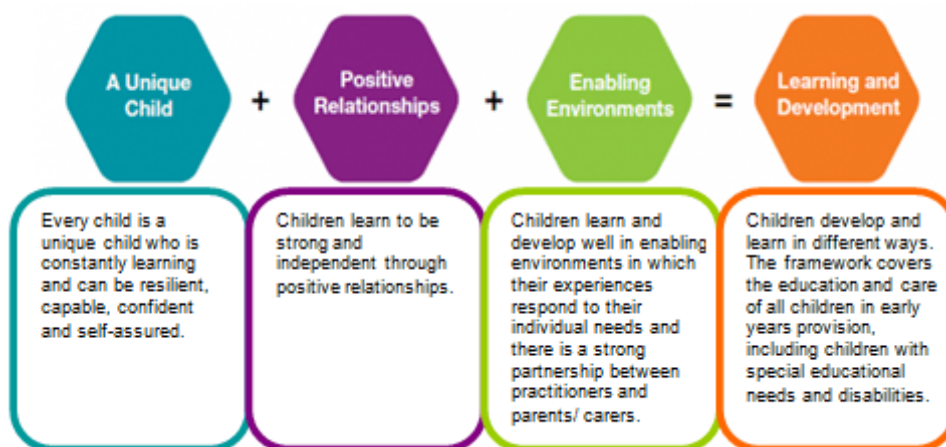 A Unique
Child
+
Positive
Relationships
+
Enabling
Environments
=
Learning and
Development
Every child is a
unique child who is
constantly learning
and can be resilient,
capable, confident
and self-assured.
Children learn to be
strong and
independent through
positive relationships.
Children learn and
develop well in enabling
environments in which
their experiences
respond to their
individual needs and
there is a strong
partnership between
practitioners and
parents/ carers.
Children develop and
learn in different ways.
The framework covers
the education and care
of all children in early
years provision,
including children with
special educational
needs and disabilities.